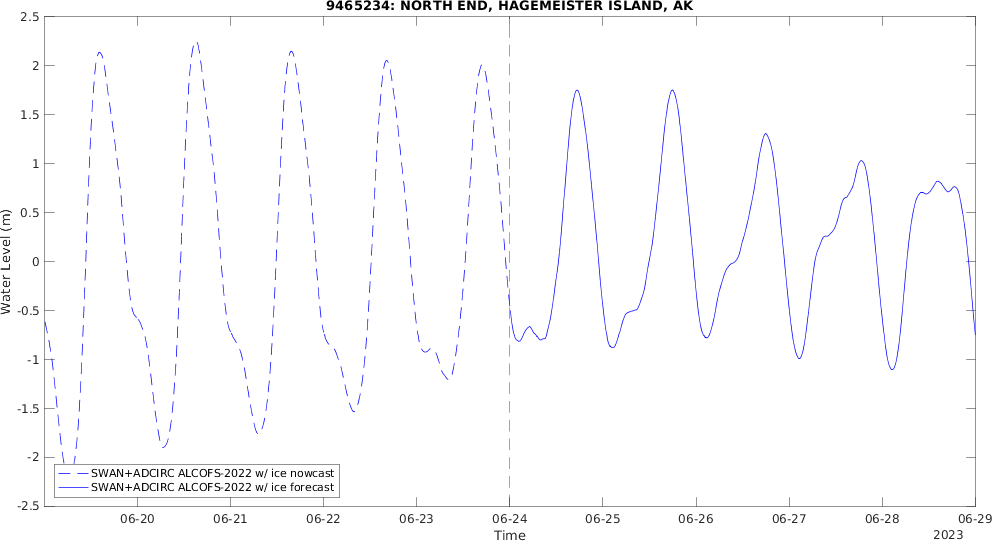 9465234: NORTH END, HAGEMEISTER ISLAND, AK
2.5
2
1.5
1
0.5
0
-0.5
-1
-1.5
-2
-2.5
Water Level (m)
SWAN+ADCIRC ALCOFS-2022 w/ ice nowcast
SWAN+ADCIRC ALCOFS-2022 w/ ice forecast
06-20 06-21 06-22 06-23 06-24 06-25 06-26 06-27 06-28 06-29
Time
2023